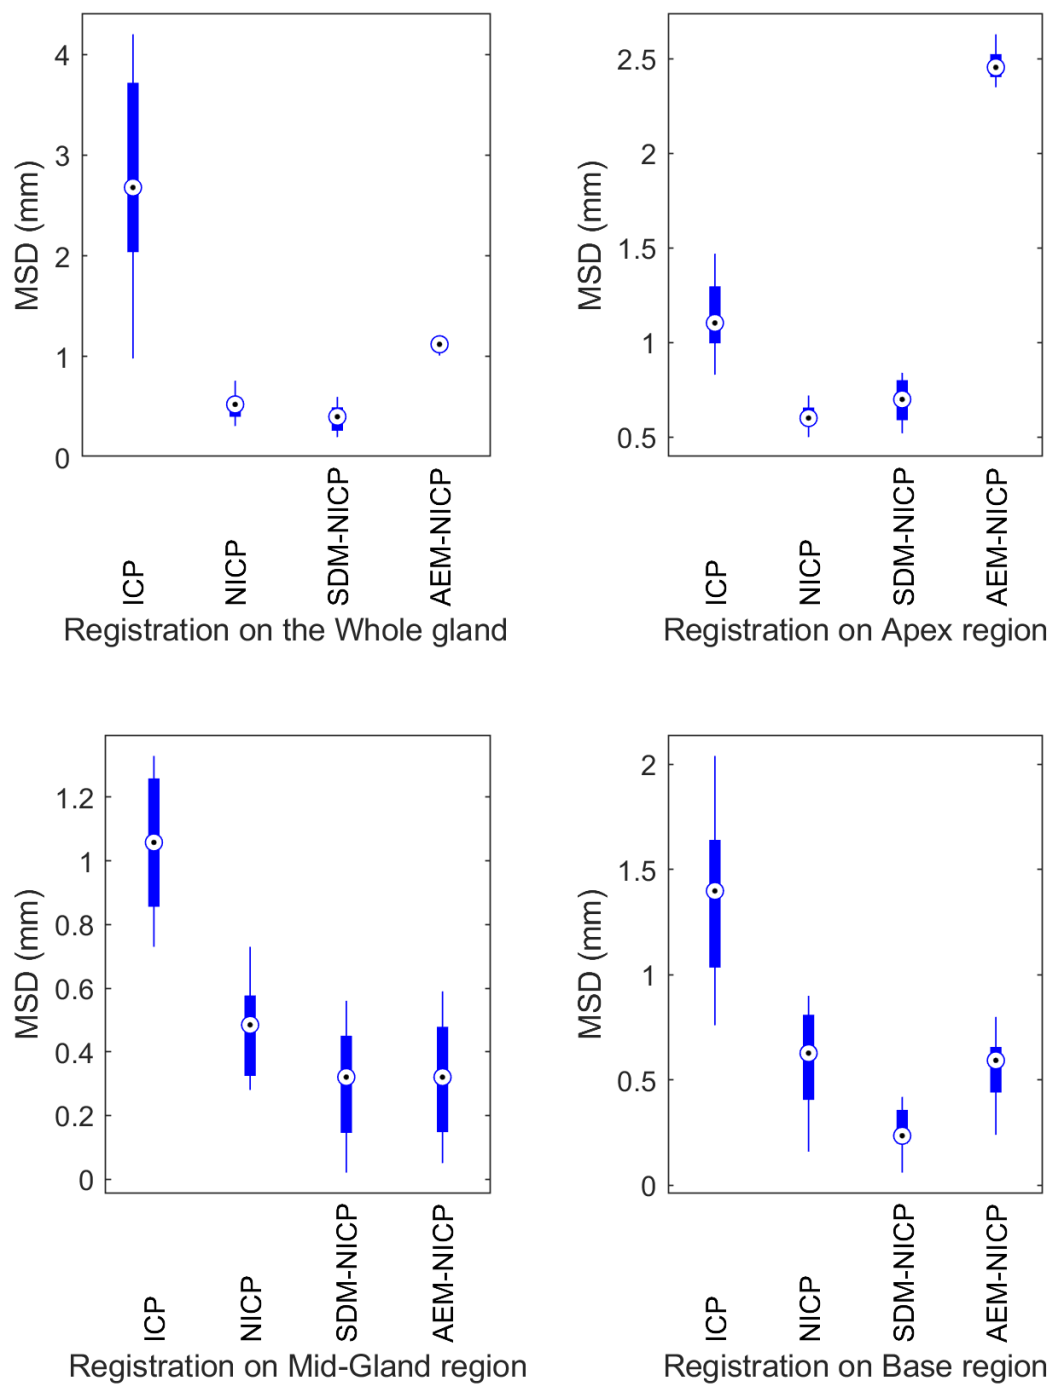 4
3
2
1
0
MSD (mm)
ICP
NICP
SDM-NICP
AEM-NICP
Registration on the Whole gland
2.5
2
1.5
1
0.5
MSD (mm)
ICP
NICP
SDM-NICP
AEM-NICP
Registration on Apex region
1.2
1
0.8
0.6
0.4
0.2
0
MSD (mm)
ICP
NICP
SDM-NICP
AEM-NICP
Registration on Mid-Gland region
2
1.5
1
0.5
0
MSD (mm)
ICP
NICP
SDM-NICP
AEM-NICP
Registration on Base region